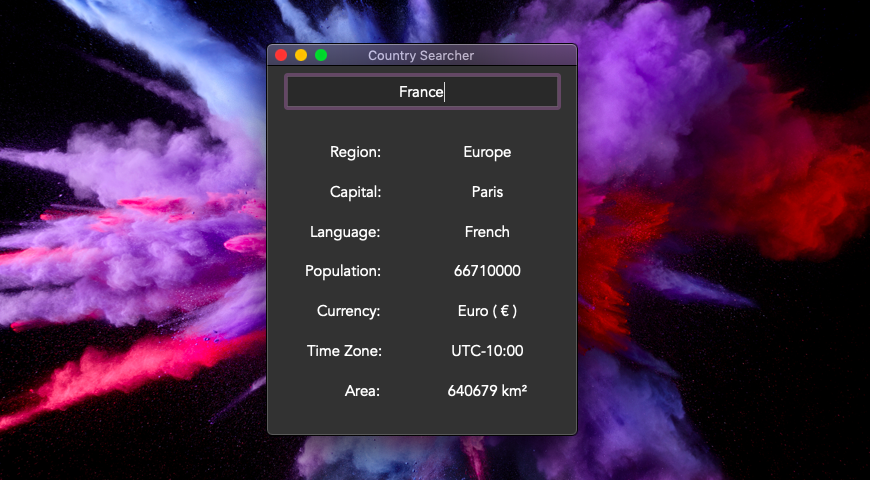 Country Searcher
France
Region: Europe
Capital: Paris
Language: French
Population: 66710000
Currency: Euro ( € )
Time Zone: UTC-10:00
Area: 640679 km²